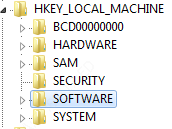 HKEY_LOCAL_MACHINE
BCD00000000
HARDWARE
SAM
SECURITY
SOFTWARE
SYSTEM